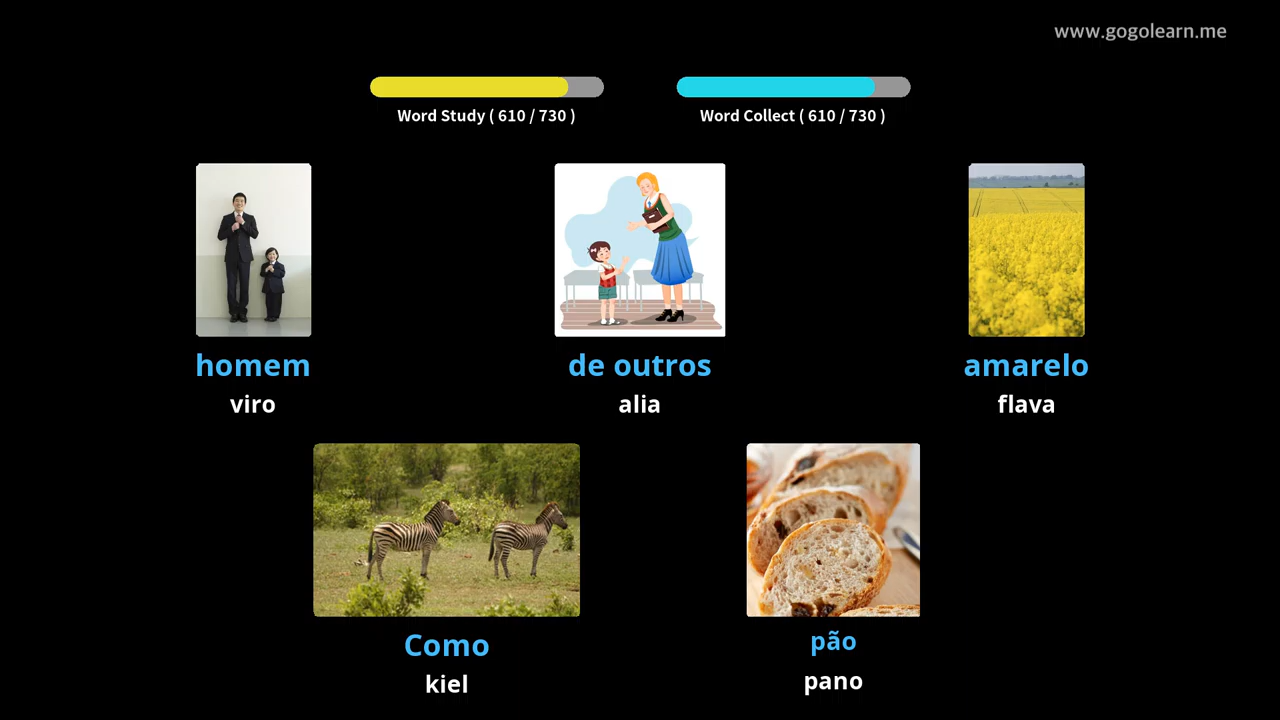 www.gogolearn.me
Word Study ( 610 / 730 )
Word Collect ( 610 / 730 )
homem
viro
de outros
alia
amarelo
flava
Como
kiel
pão
pano